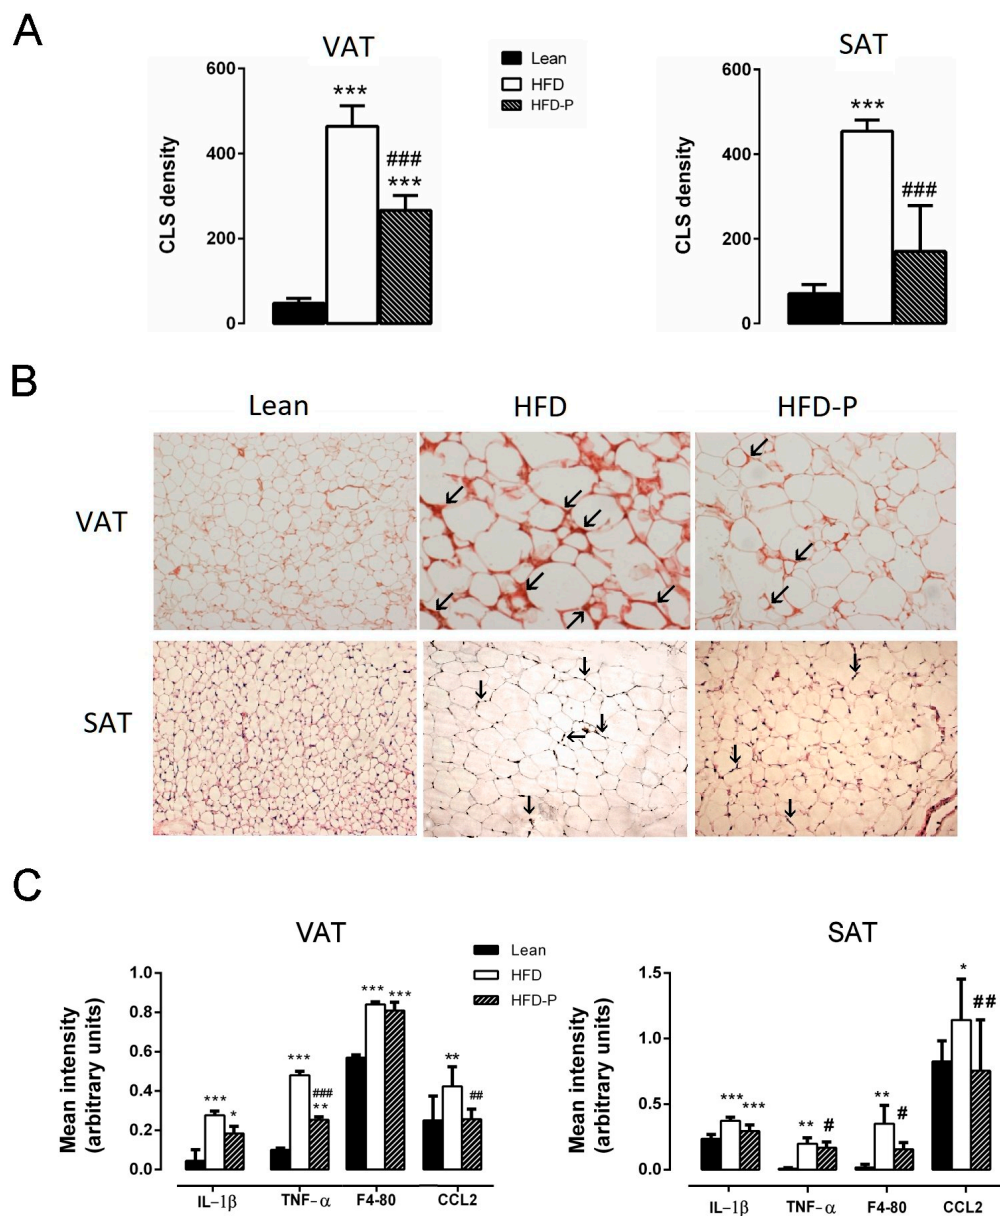 A
VAT
SAT
Lean
HFD
HFD-P
CLS density
600
400
200
0
***
###
***
CLS density
600
400
200
0
***
###
B
Lean
HFD
HFD-P
VAT
SAT
C
VAT
SAT
Lean
HFD
HFD-P
Mean intensity
(arbitrary units)
1.0
0.8
0.6
0.4
0.2
0.0
***
*
***
###
**
***
***
**
##
IL-1β
TNF-α
F4-80
CCL2
Mean intensity
(arbitrary units)
1.5
1.0
0.5
0.0
***
***
**
#
**
#
*
##
IL-1β
TNF-α
F4-80
CCL2